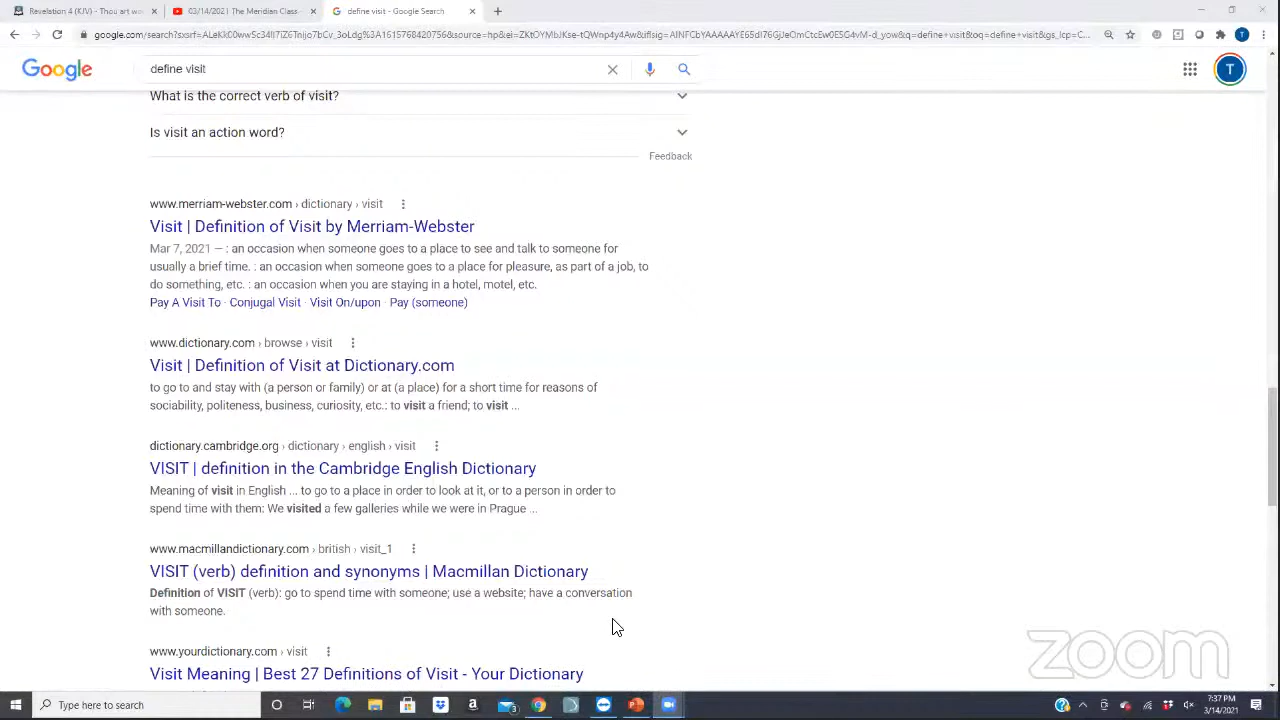 Revelation 4 (KJV) - Thou art wo
03/14/2021 The Meridian Class-
define visit - Google Search
Google
define visit
T
What is the correct verb of visit?
Is visit an action word?
Feedback
www.merriam-webster.com › dictionary › visit
Visit | Definition of Visit by Merriam-Webster
Mar 7, 2021 — : an occasion when someone goes to a place to see and talk to someone for
usually a brief time. : an occasion when someone goes to a place for pleasure, as part of a job, to
do something, etc. : an occasion when you are staying in a hotel, motel, etc.
Pay A Visit To · Conjugal Visit · Visit On/upon · Pay (someone)
www.dictionary.com › browse › visit
Visit | Definition of Visit at Dictionary.com
to go to and stay with (a person or family) or at (a place) for a short time for reasons of
sociability, politeness, business, curiosity, etc.: to visit a friend; to visit ...
dictionary.cambridge.org › dictionary › english › visit
VISIT | definition in the Cambridge English Dictionary
Meaning of visit in English ... to go to a place in order to look at it, or to a person in order to
spend time with them: We visited a few galleries while we were in Prague ...
www.macmillandictionary.com › british › visit_1
VISIT (verb) definition and synonyms | Macmillan Dictionary
Definition of VISIT (verb): go to spend time with someone; use a website; have a conversation
with someone.
www.yourdictionary.com › visit
Visit Meaning | Best 27 Definitions of Visit - Your Dictionary
zoom
Type here to search
7:37 PM
3/14/2021